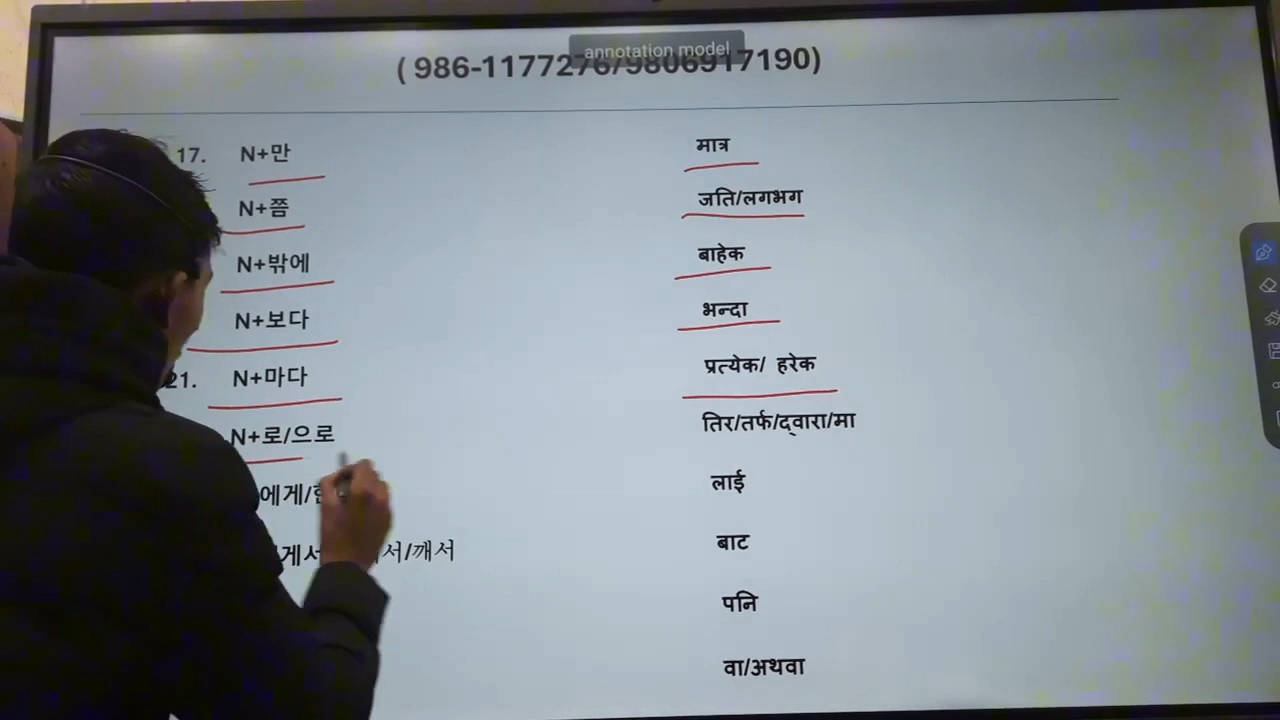 annotation model
( 986-1177276/9806917190)
17. N+만 मात्र
N+쯤 जति/लगभग
N+밖에 बाहेक
N+보다 भन्दा
21. N+마다 प्रत्येक/ हरेक
N+로/으로 तिर/तर्फ/द्वारा/मा
에게/ लाई
게서 서/깨서 बाट
पनि
वा/अथवा